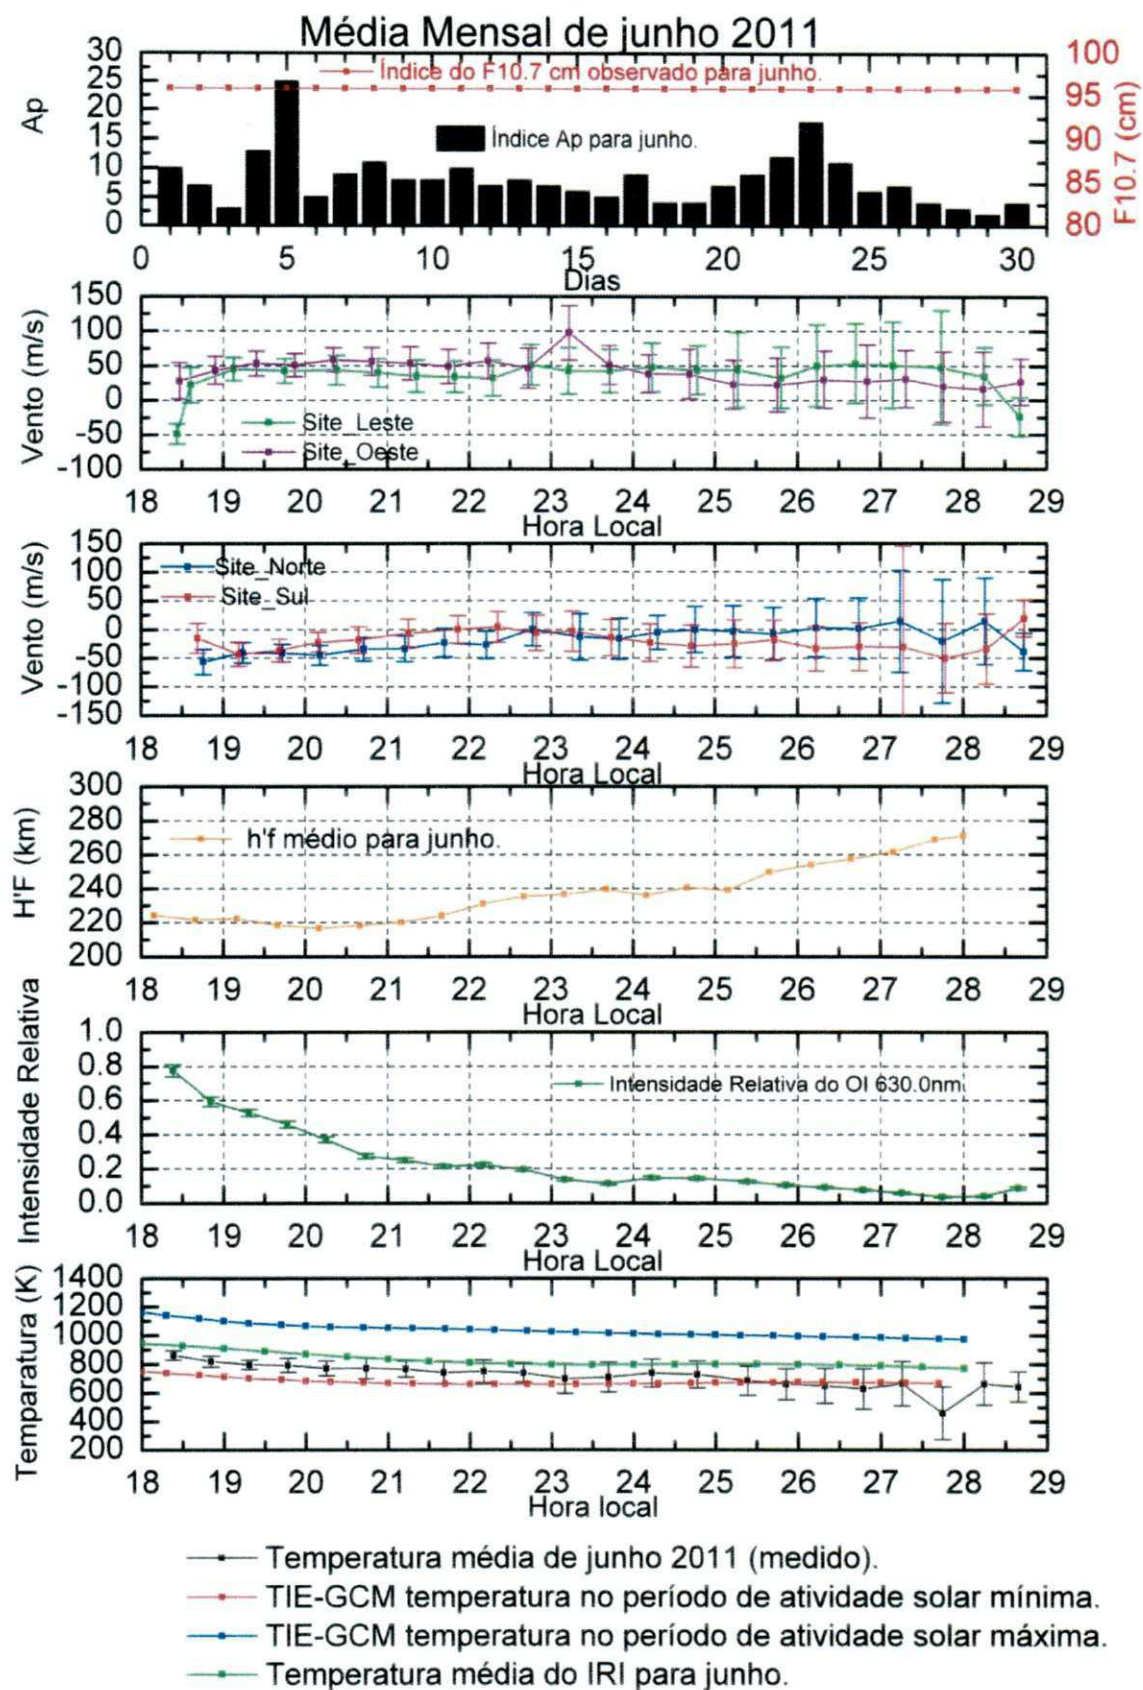 Média Mensal de junho 2011
30
25
20
15
10
5
0
Ap
100
95
90
85
80
F10.7 (cm)
Índice do F10.7 cm observado para junho.
Índice Ap para junho.
0 5 10 15 20 25 30
Dias
150
100
50
0
-50
-100
Vento (m/s)
Site_Leste
Site_Oeste
18 19 20 21 22 23 24 25 26 27 28 29
Hora Local
150
100
50
0
-50
-100
-150
Vento (m/s)
Site_Norte
Site_Sul
18 19 20 21 22 23 24 25 26 27 28 29
Hora Local
300
280
260
240
220
200
H'F (km)
h'f médio para junho.
18 19 20 21 22 23 24 25 26 27 28 29
Hora Local
1.0
0.8
0.6
0.4
0.2
0.0
Intensidade Relativa
Intensidade Relativa do OI 630.0nm.
18 19 20 21 22 23 24 25 26 27 28 29
Hora Local
1400
1200
1000
800
600
400
200
Temparatura (K)
18 19 20 21 22 23 24 25 26 27 28 29
Hora local
Temperatura média de junho 2011 (medido).
TIE-GCM temperatura no período de atividade solar mínima.
TIE-GCM temperatura no período de atividade solar máxima.
Temperatura média do IRI para junho.